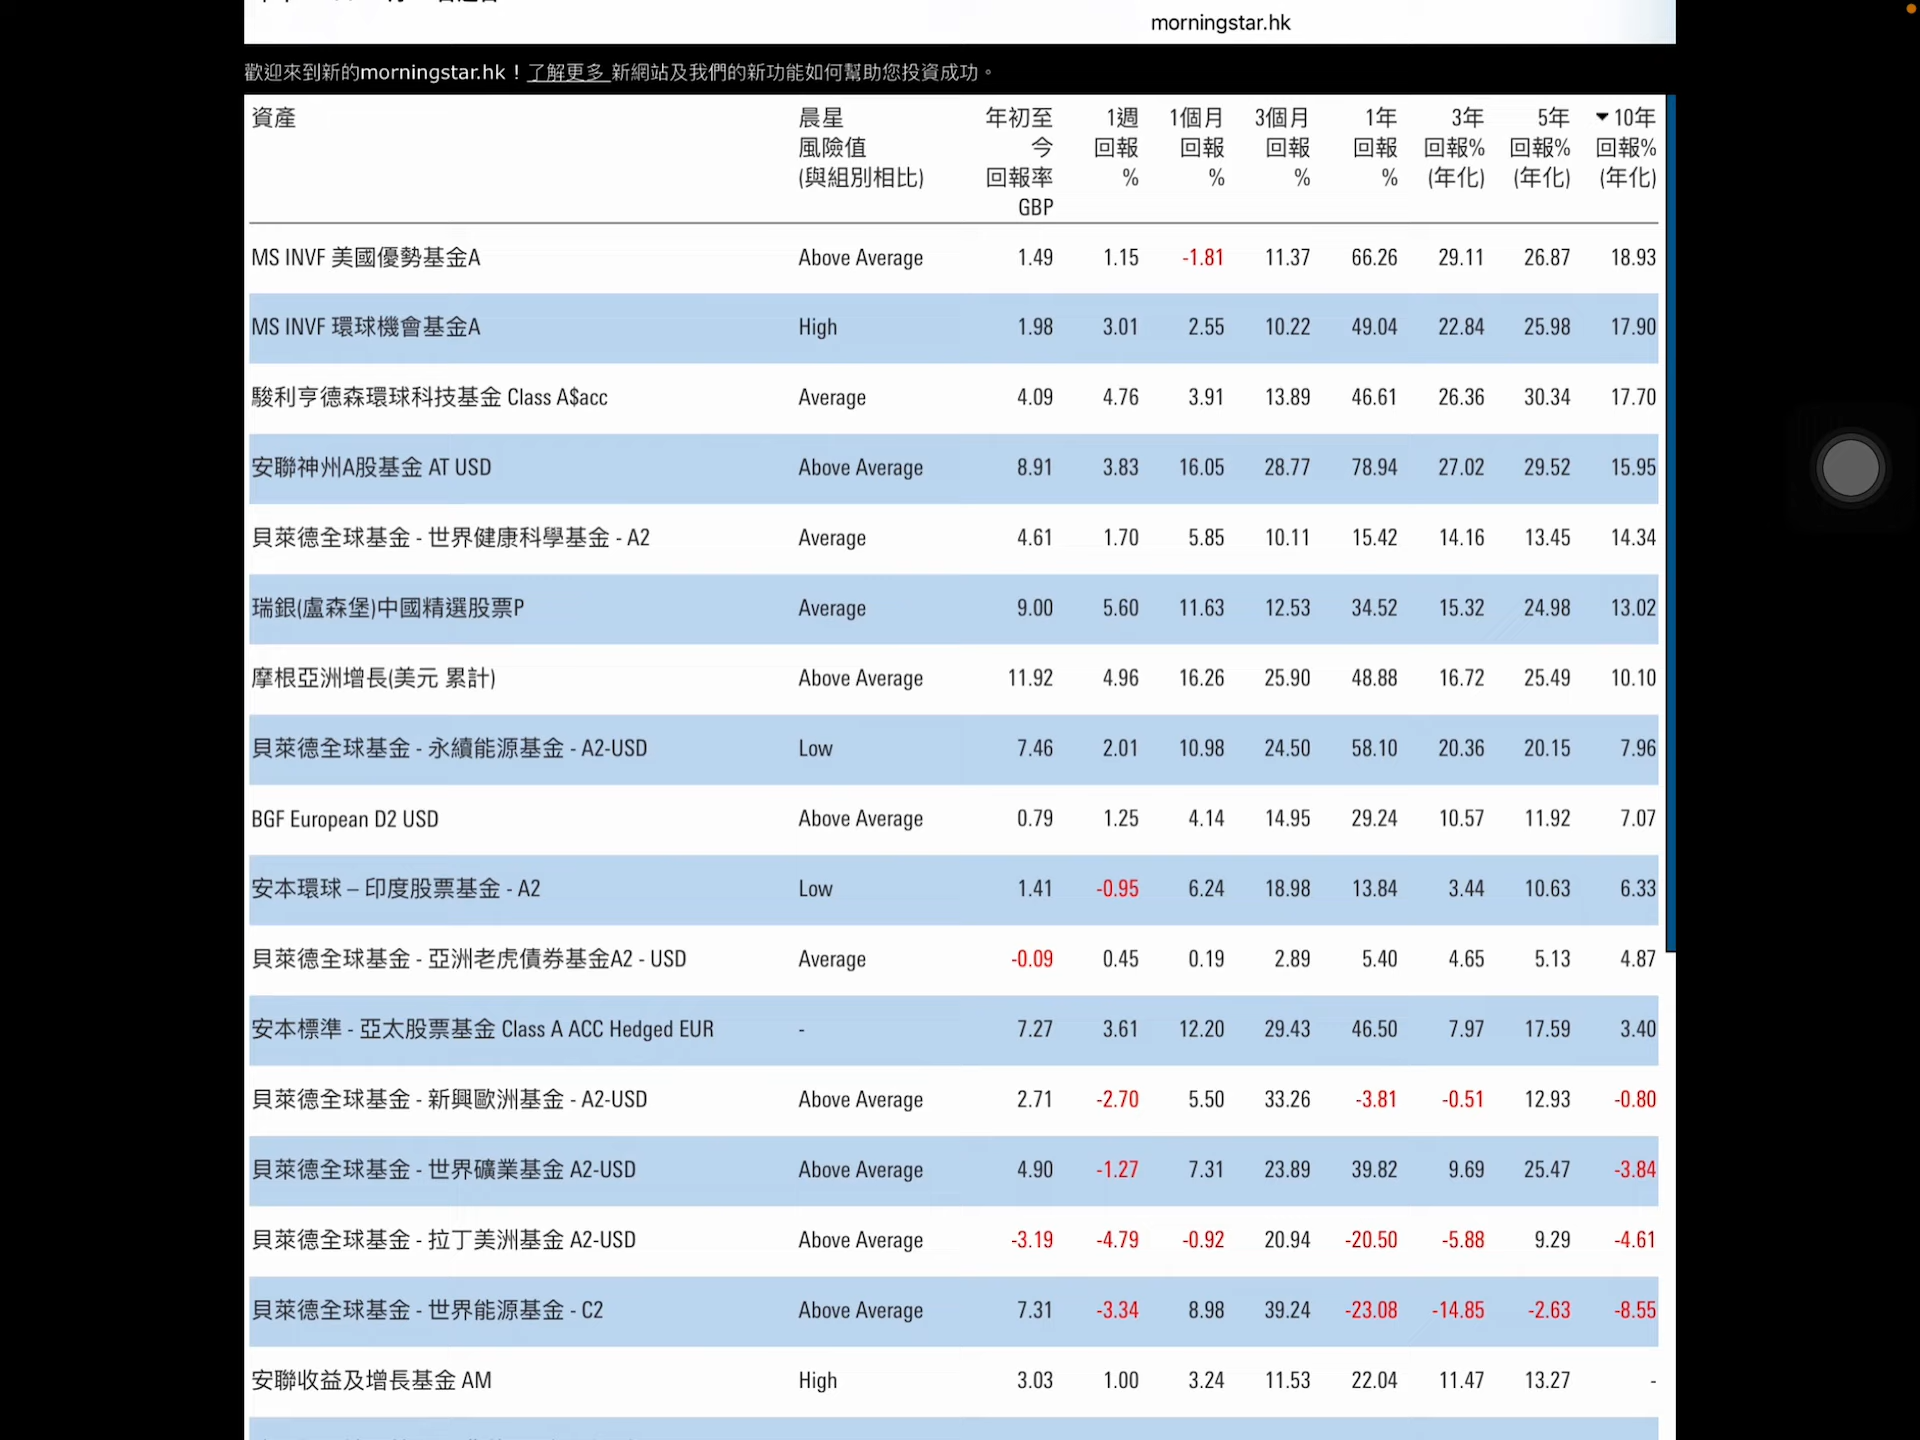 morningstar.hk
歡迎來到新的morningstar.hk！了解更多 新網站及我們的新功能如何幫助您投資成功。
資產 晨星 年初至 1週 1個月 3個月 1年 3年 5年 10年
風險值 今 回報 回報 回報 回報 回報% 回報% 回報%
(與組別相比) 回報率 % % % % (年化) (年化) (年化)
GBP
MS INVF 美國優勢基金A Above Average 1.49 1.15 -1.81 11.37 66.26 29.11 26.87 18.93
MS INVF 環球機會基金A High 1.98 3.01 2.55 10.22 49.04 22.84 25.98 17.90
駿利亨德森環球科技基金 Class A$acc Average 4.09 4.76 3.91 13.89 46.61 26.36 30.34 17.70
安聯神州A股基金 AT USD Above Average 8.91 3.83 16.05 28.77 78.94 27.02 29.52 15.95
貝萊德全球基金 - 世界健康科學基金 - A2 Average 4.61 1.70 5.85 10.11 15.42 14.16 13.45 14.34
瑞銀(盧森堡)中國精選股票P Average 9.00 5.60 11.63 12.53 34.52 15.32 24.98 13.02
摩根亞洲增長(美元 累計) Above Average 11.92 4.96 16.26 25.90 48.88 16.72 25.49 10.10
貝萊德全球基金 - 永續能源基金 - A2-USD Low 7.46 2.01 10.98 24.50 58.10 20.36 20.15 7.96
BGF European D2 USD Above Average 0.79 1.25 4.14 14.95 29.24 10.57 11.92 7.07
安本環球 – 印度股票基金 - A2 Low 1.41 -0.95 6.24 18.98 13.84 3.44 10.63 6.33
貝萊德全球基金 - 亞洲老虎債券基金A2 - USD Average -0.09 0.45 0.19 2.89 5.40 4.65 5.13 4.87
安本標準 - 亞太股票基金 Class A ACC Hedged EUR - 7.27 3.61 12.20 29.43 46.50 7.97 17.59 3.40
貝萊德全球基金 - 新興歐洲基金 - A2-USD Above Average 2.71 -2.70 5.50 33.26 -3.81 -0.51 12.93 -0.80
貝萊德全球基金 - 世界礦業基金 A2-USD Above Average 4.90 -1.27 7.31 23.89 39.82 9.69 25.47 -3.84
貝萊德全球基金 - 拉丁美洲基金 A2-USD Above Average -3.19 -4.79 -0.92 20.94 -20.50 -5.88 9.29 -4.61
貝萊德全球基金 - 世界能源基金 - C2 Above Average 7.31 -3.34 8.98 39.24 -23.08 -14.85 -2.63 -8.55
安聯收益及增長基金 AM High 3.03 1.00 3.24 11.53 22.04 11.47 13.27 -